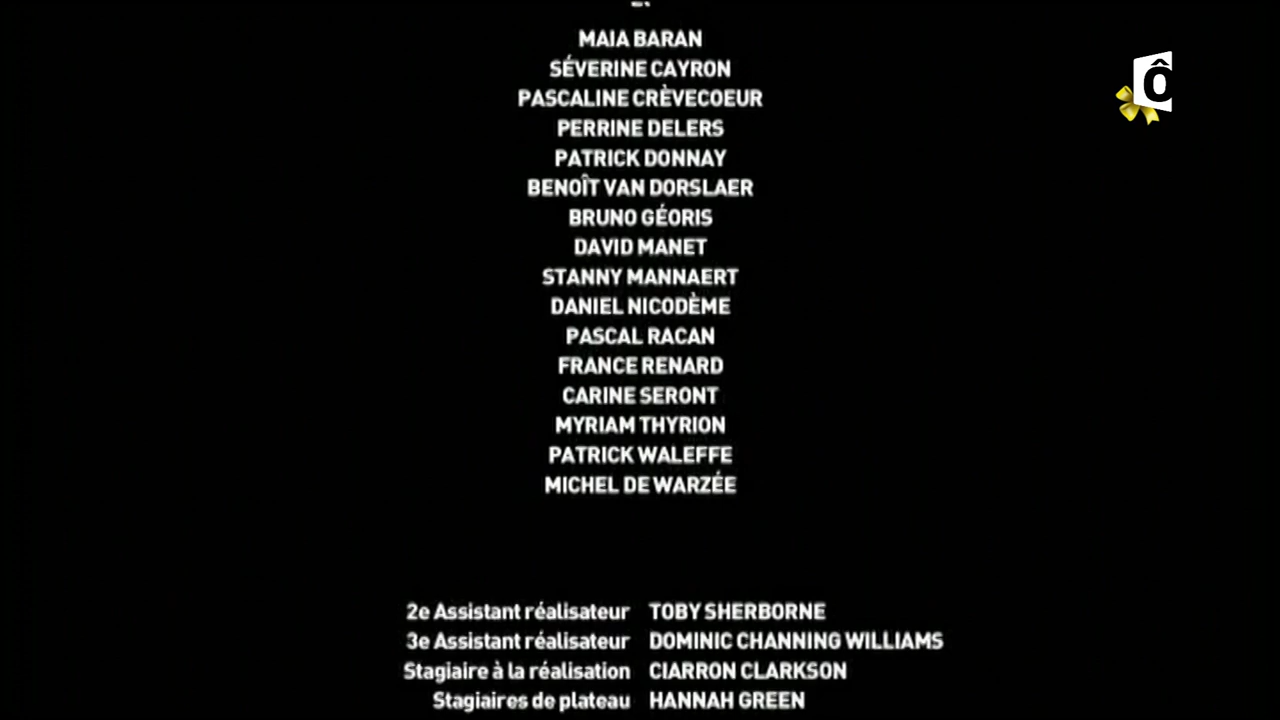 MAIA BARAN
SÉVERINE CAYRON
PASCALINE CRÈVECOEUR
PERRINE DELERS
PATRICK DONNAY
BENOÎT VAN DORSLAER
BRUNO GÉORIS
DAVID MANET
STANNY MANNAERT
DANIEL NICODÈME
PASCAL RACAN
FRANCE RENARD
CARINE SERONT
MYRIAM THYRION
PATRICK WALEFFE
MICHEL DE WARZÉE
2e Assistant réalisateur TOBY SHERBORNE
3e Assistant réalisateur DOMINIC CHANNING WILLIAMS
Stagiaire à la réalisation CIARRON CLARKSON
Stagiaires de plateau HANNAH GREEN
Ô